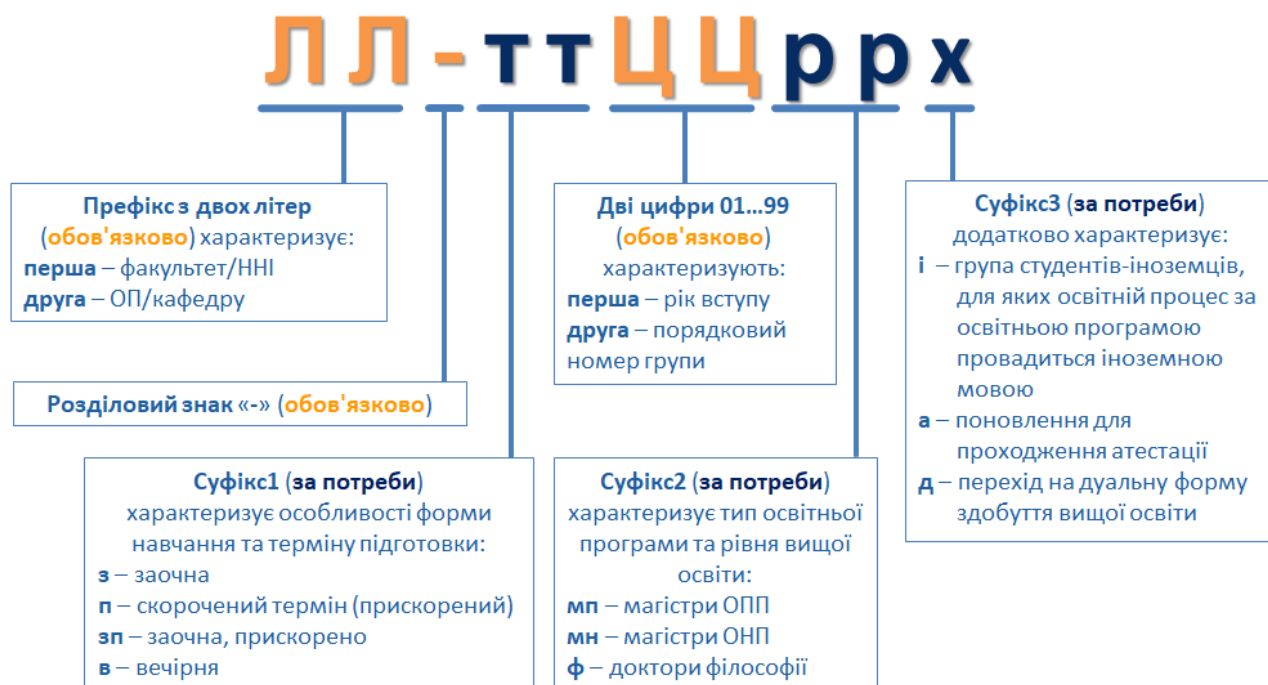 ЛЛ-ттЦЦррх
Префікс з двох літер
(обов'язково) характеризує:
перша – факультет/ННІ
друга – ОП/кафедру
Розділовий знак «-» (обов'язково)
Суфікс1 (за потреби)
характеризує особливості форми
навчання та терміну підготовки:
з – заочна
п – скорочений термін (прискорений)
зп – заочна, прискорено
в – вечірня
Дві цифри 01...99
(обов'язково)
характеризують:
перша – рік вступу
друга – порядковий
номер групи
Суфікс2 (за потреби)
характеризує тип освітньої
програми та рівня вищої
освіти:
мп – магістри ОПП
мн – магістри ОНП
ф – доктори філософії
Суфікс3 (за потреби)
додатково характеризує:
і – група студентів-іноземців,
для яких освітній процес за
освітньою програмою
провадиться іноземною
мовою
а – поновлення для
проходження атестації
д – перехід на дуальну форму
здобуття вищої освіти